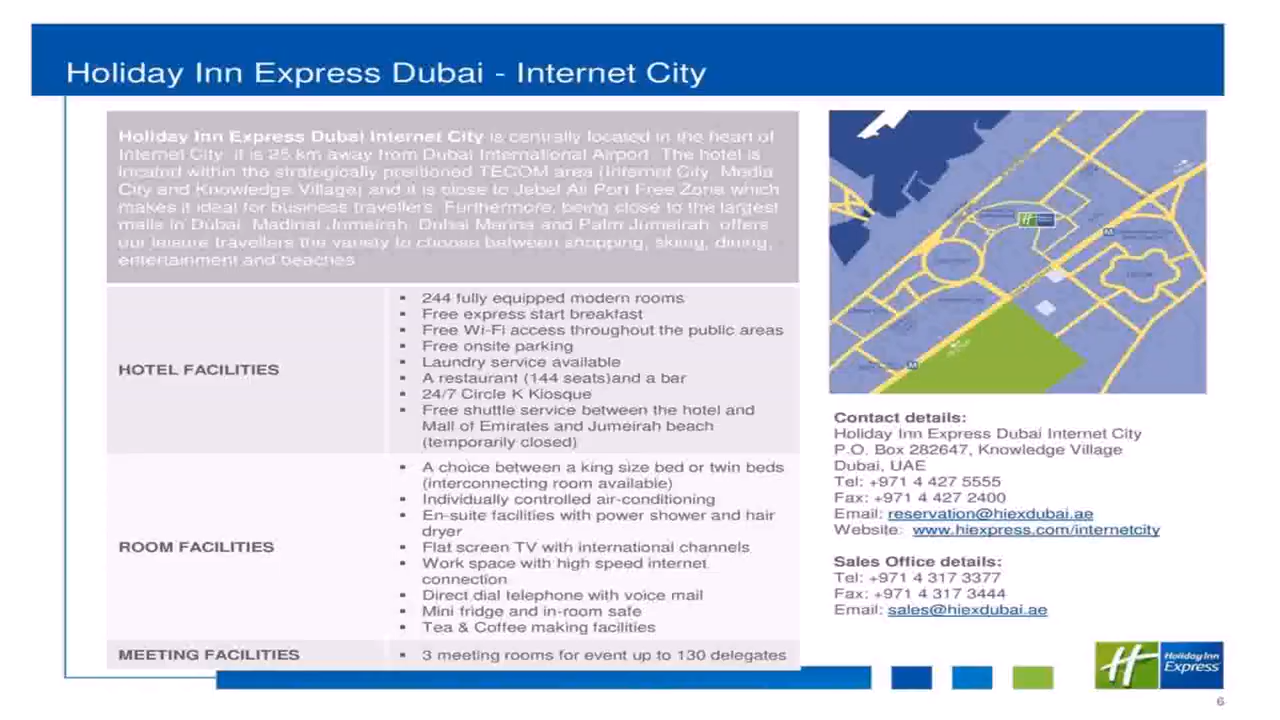 Holiday Inn Express Dubai - Internet City
Holiday Inn Express Dubai Internet City is centrally located in the heart of
Internet City. It is 25 km away from Dubai International Airport. The hotel is
located within the strategically positioned TECOM area (Internet City, Media
City and Knowledge Village) and it is close to Jebel Ali Port Free Zone which
makes it ideal for business travellers. Furthermore, being close to the largest
malls in Dubai, Madinat Jumeirah, Dubai Marina and Palm Jumeirah, offers
our leisure travellers the variety to choose between shopping, skiing, dining,
entertainment and beaches.
HOTEL FACILITIES
▪ 244 fully equipped modern rooms
▪ Free express start breakfast
▪ Free Wi-Fi access throughout the public areas
▪ Free onsite parking
▪ Laundry service available
▪ A restaurant (144 seats)and a bar
▪ 24/7 Circle K Kiosque
▪ Free shuttle service between the hotel and
Mall of Emirates and Jumeirah beach
(temporarily closed)
ROOM FACILITIES
▪ A choice between a king size bed or twin beds
(interconnecting room available)
▪ Individually controlled air-conditioning
▪ En-suite facilities with power shower and hair
dryer
▪ Flat screen TV with international channels
▪ Work space with high speed internet
connection
▪ Direct dial telephone with voice mail
▪ Mini fridge and in-room safe
▪ Tea & Coffee making facilities
MEETING FACILITIES
▪ 3 meeting rooms for event up to 130 delegates
Contact details:
Holiday Inn Express Dubai Internet City
P.O. Box 282647, Knowledge Village
Dubai, UAE
Tel: +971 4 427 5555
Fax: +971 4 427 2400
Email: reservation@hiexdubai.ae
Website: www.hiexpress.com/internetcity
Sales Office details:
Tel: +971 4 317 3377
Fax: +971 4 317 3444
Email: sales@hiexdubai.ae
H Holiday Inn
Express
6